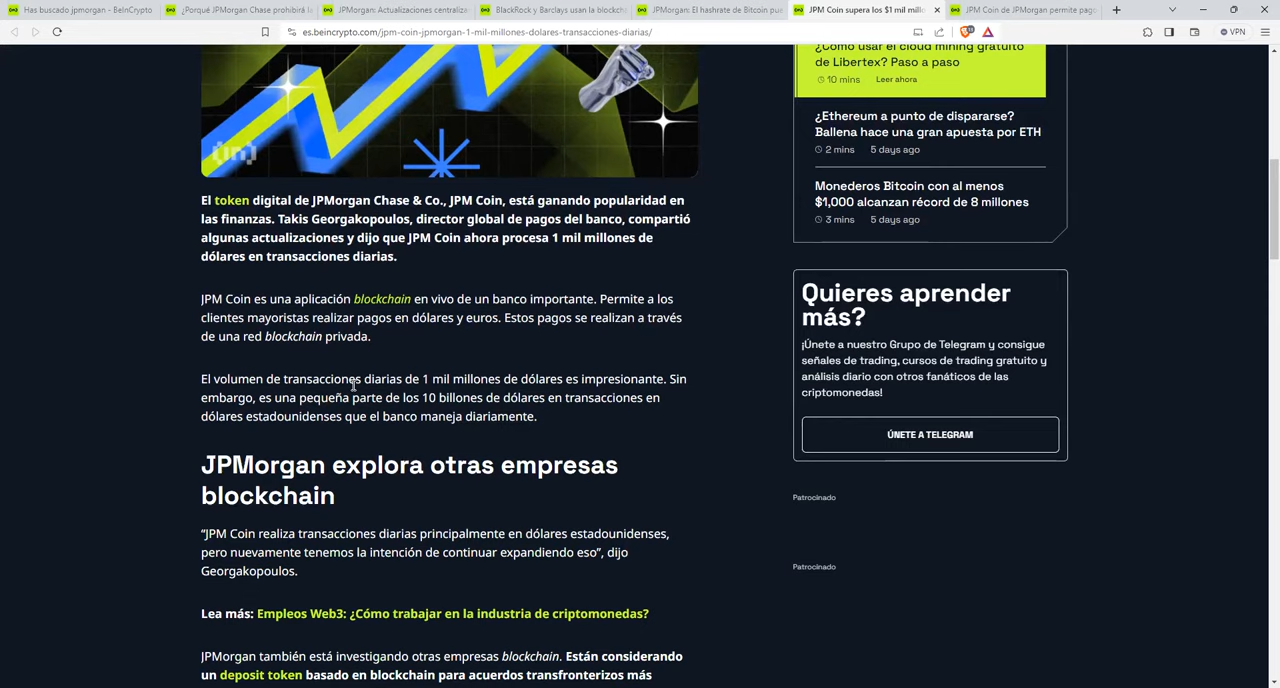 Has buscado jpmorgan - BeInCrypto
¿Porqué JPMorgan Chase prohibirá la
JPMorgan: Actualizaciones centraliza
BlackRock y Barclays usan la blockch
JPMorgan: El hashrate de Bitcoin pue
JPM Coin supera los $1 mil mill
JPM Coin de JPMorgan permite pag
es.beincrypto.com/jpm-coin-jpmorgan-1-mil-millones-dolares-transacciones-diarias/
VPN
El token digital de JPMorgan Chase & Co., JPM Coin, está ganando popularidad en
las finanzas. Takis Georgakopoulos, director global de pagos del banco, compartió
algunas actualizaciones y dijo que JPM Coin ahora procesa 1 mil millones de
dólares en transacciones diarias.
JPM Coin es una aplicación blockchain en vivo de un banco importante. Permite a los
clientes mayoristas realizar pagos en dólares y euros. Estos pagos se realizan a través
de una red blockchain privada.
El volumen de transacciones diarias de 1 mil millones de dólares es impresionante. Sin
embargo, es una pequeña parte de los 10 billones de dólares en transacciones en
dólares estadounidenses que el banco maneja diariamente.
JPMorgan explora otras empresas
blockchain
“JPM Coin realiza transacciones diarias principalmente en dólares estadounidenses,
pero nuevamente tenemos la intención de continuar expandiendo eso”, dijo
Georgakopoulos.
Lea más: Empleos Web3: ¿Cómo trabajar en la industria de criptomonedas?
JPMorgan también está investigando otras empresas blockchain. Están considerando
un deposit token basado en blockchain para acuerdos transfronterizos más
¿Cómo usar el cloud mining gratuito
de Libertex? Paso a paso
10 mins Leer ahora
¿Ethereum a punto de dispararse?
Ballena hace una gran apuesta por ETH
2 mins 5 days ago
Monederos Bitcoin con al menos
$1,000 alcanzan récord de 8 millones
3 mins 5 days ago
Quieres aprender
más?
¡Únete a nuestro Grupo de Telegram y consigue
señales de trading, cursos de trading gratuito y
análisis diario con otros fanáticos de las
criptomonedas!
ÚNETE A TELEGRAM
Patrocinado
Patrocinado